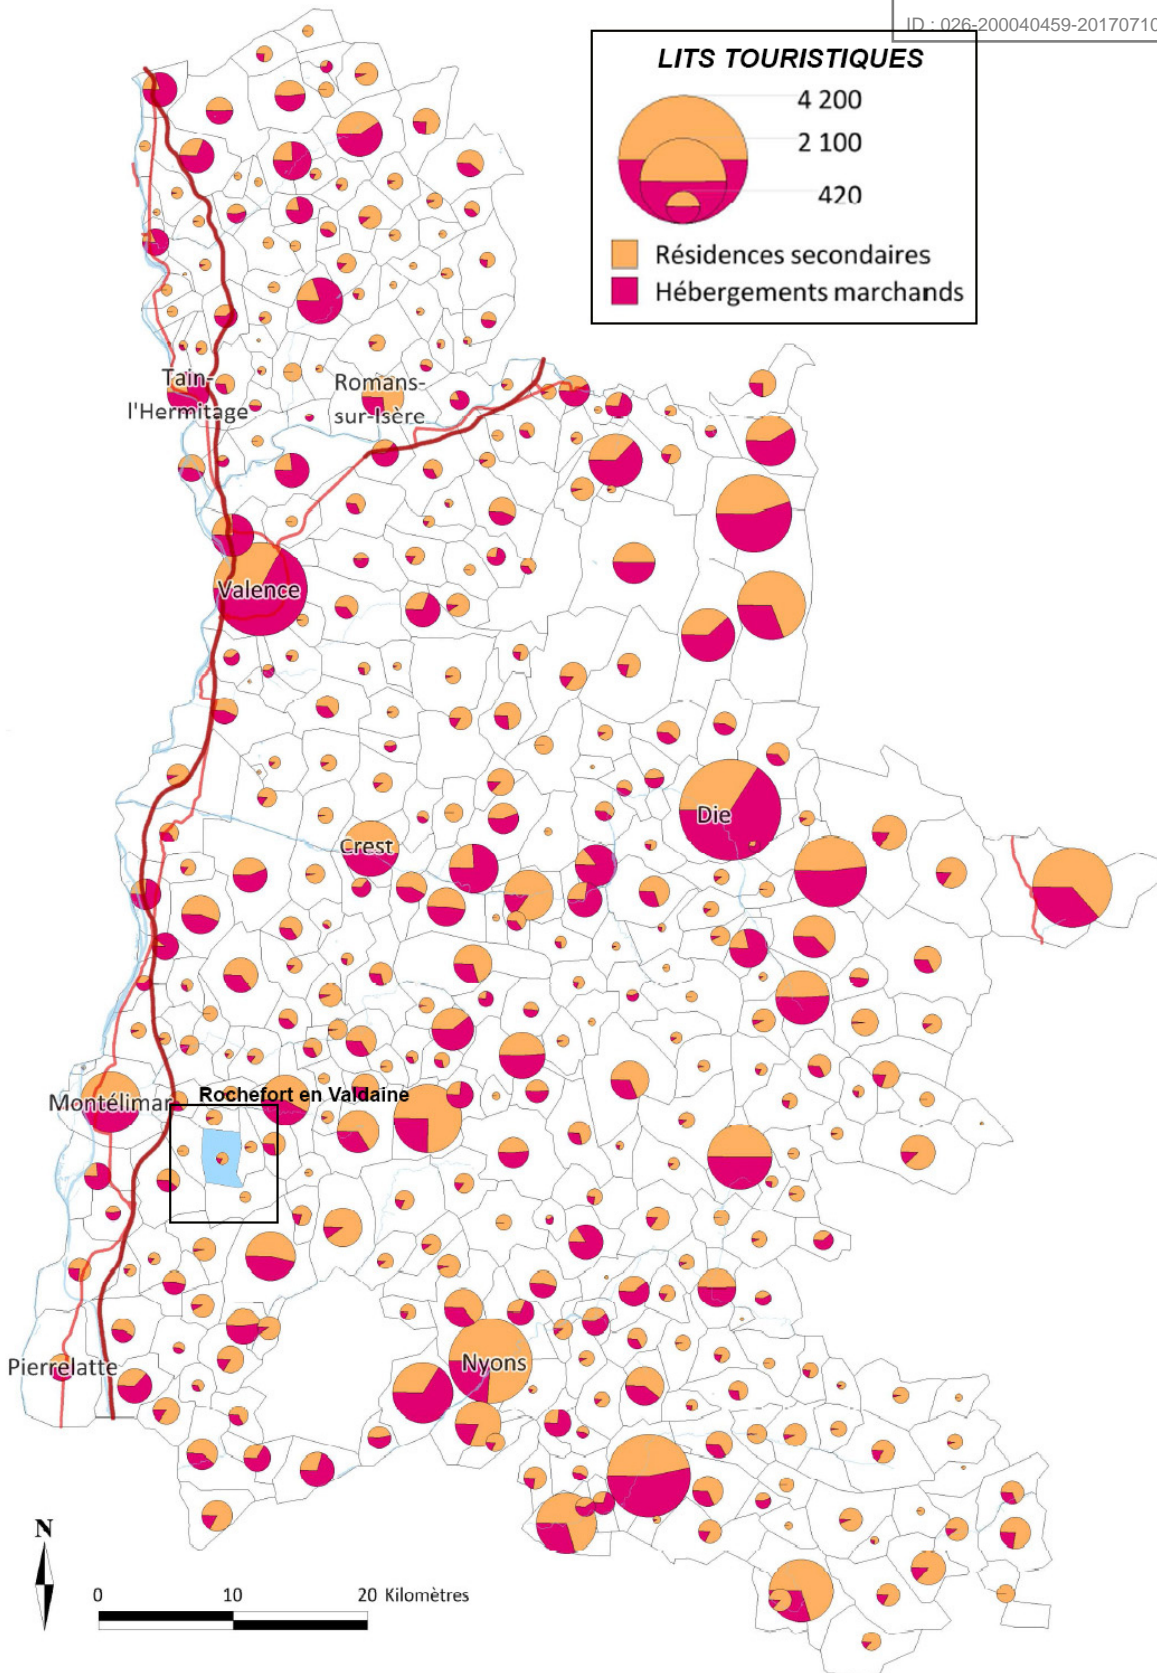 ID : 026-200040459-20170710
LITS TOURISTIQUES
4 200
2 100
420
Résidences secondaires
Hébergements marchands
Tain-
l'Hermitage
Romans-
sur-Isère
Valence
Die
Crest
Rochefort en Valdaine
Montélimar
Nyons
Pierrelatte
N
0 10 20 Kilomètres